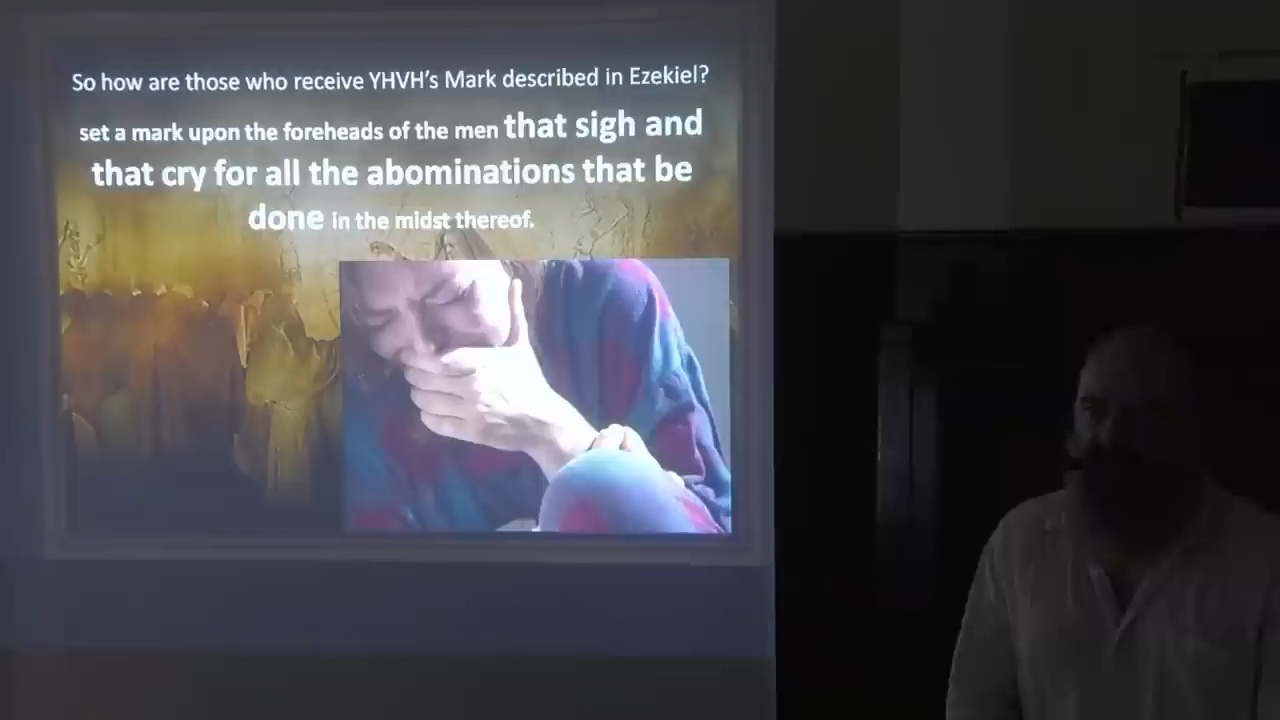 So how are those who receive YHVH's Mark described in Ezekiel?
set a mark upon the foreheads of the men that sigh and
that cry for all the abominations that be
done in the midst thereof.